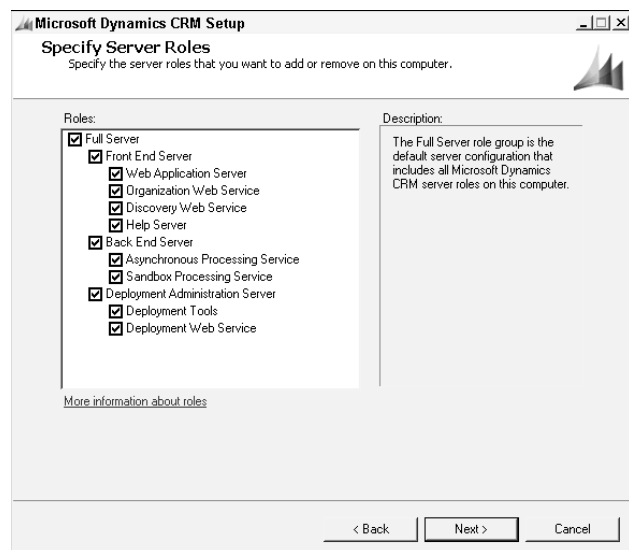 Microsoft Dynamics CRM Setup
Specify Server Roles
Specify the server roles that you want to add or remove on this computer.
Roles:
Full Server
Front End Server
Web Application Server
Organization Web Service
Discovery Web Service
Help Server
Back End Server
Asynchronous Processing Service
Sandbox Processing Service
Deployment Administration Server
Deployment Tools
Deployment Web Service
More information about roles
Description:
The Full Server role group is the
default server configuration that
includes all Microsoft Dynamics
CRM server roles on this computer.
< Back
Next >
Cancel